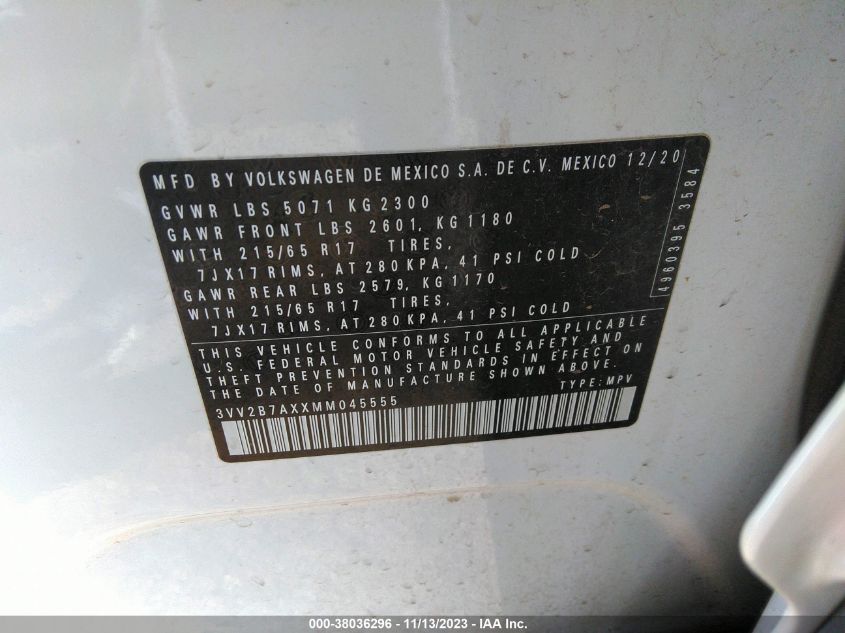 MFD BY VOLKSWAGEN DE MEXICO S.A. DE C.V. MEXICO 12/20
GVWR LBS 5071 KG 2300
GAWR FRONT LBS 2601, KG 1180
WITH 215/65 R17 TIRES,
7JX17 RIMS, AT 280 KPA, 41 PSI COLD
GAWR REAR LBS 2579, KG 1170
WITH 215/65 R17 TIRES,
7JX17 RIMS, AT 280 KPA, 41 PSI COLD
THIS VEHICLE CONFORMS TO ALL APPLICABLE
U.S. FEDERAL MOTOR VEHICLE SAFETY AND
THEFT PREVENTION STANDARDS IN EFFECT ON
THE DATE OF MANUFACTURE SHOWN ABOVE.
3VV2B7AXXMM045555 TYPE: MPV
4960395 3584
000-38036296 - 11/13/2023 - IAA Inc.